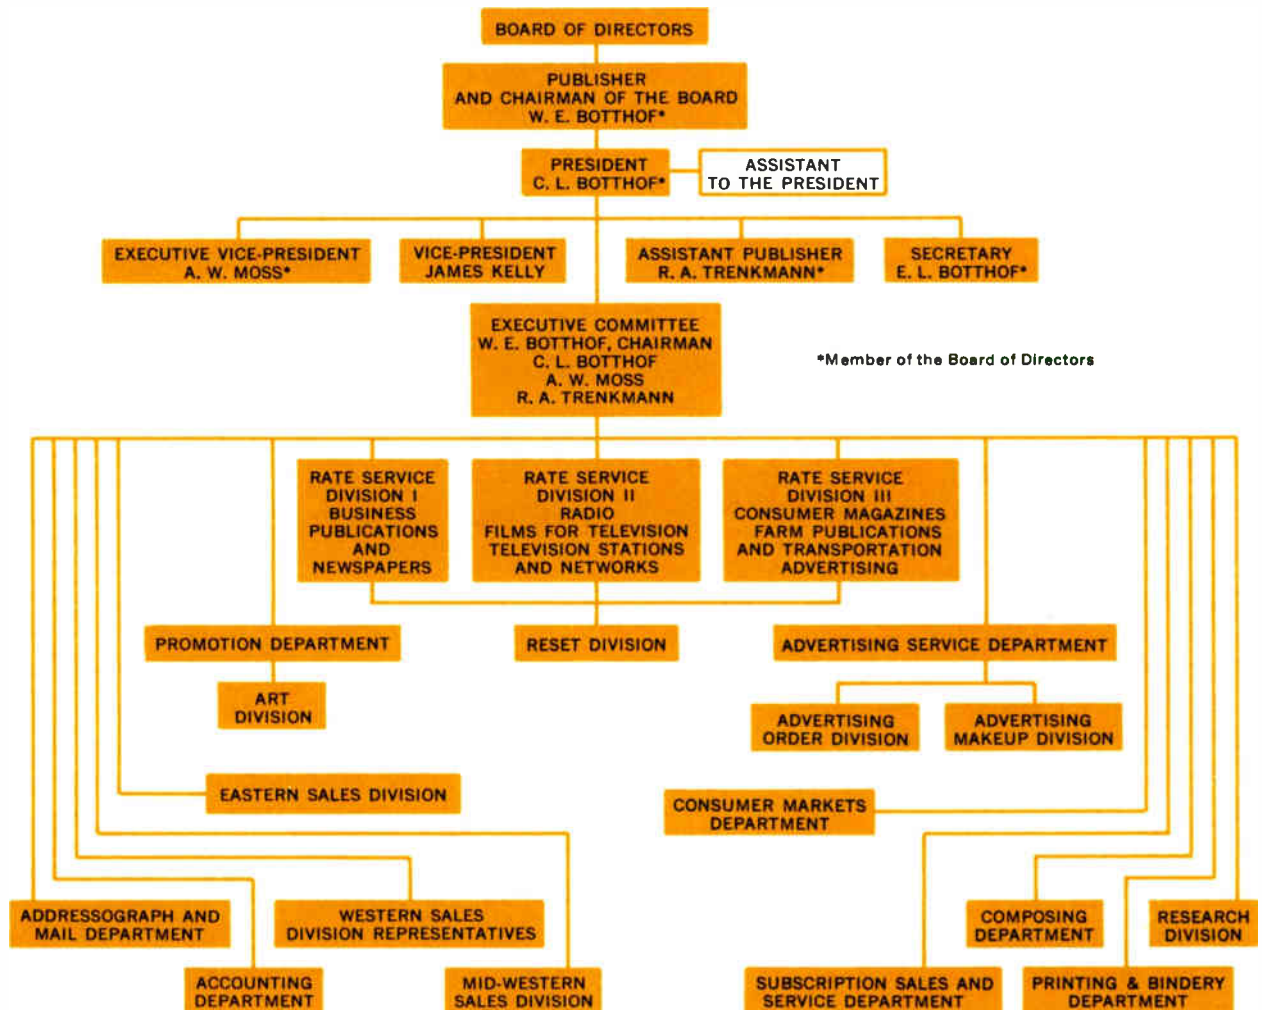 BOARD OF DIRECTORS
PUBLISHER
AND CHAIRMAN OF THE BOARD
W. E. BOTTHOF*
PRESIDENT
C. L. BOTTHOF*
ASSISTANT
TO THE PRESIDENT
EXECUTIVE VICE-PRESIDENT
A. W. MOSS*
VICE-PRESIDENT
JAMES KELLY
ASSISTANT PUBLISHER
R. A. TRENKMANN*
SECRETARY
E. L. BOTTHOF*
EXECUTIVE COMMITTEE
W. E. BOTTHOF, CHAIRMAN
C. L. BOTTHOF
A. W. MOSS
R. A. TRENKMANN
*Member of the Board of Directors
RATE SERVICE
DIVISION I
BUSINESS
PUBLICATIONS
AND
NEWSPAPERS
RATE SERVICE
DIVISION II
RADIO
FILMS FOR TELEVISION
TELEVISION STATIONS
AND NETWORKS
RATE SERVICE
DIVISION III
CONSUMER MAGAZINES
FARM PUBLICATIONS
AND TRANSPORTATION
ADVERTISING
PROMOTION DEPARTMENT
RESET DIVISION
ADVERTISING SERVICE DEPARTMENT
ART
DIVISION
ADVERTISING
ORDER DIVISION
ADVERTISING
MAKEUP DIVISION
EASTERN SALES DIVISION
CONSUMER MARKETS
DEPARTMENT
ADDRESSOGRAPH AND
MAIL DEPARTMENT
WESTERN SALES
DIVISION REPRESENTATIVES
COMPOSING
DEPARTMENT
RESEARCH
DIVISION
ACCOUNTING
DEPARTMENT
MID-WESTERN
SALES DIVISION
SUBSCRIPTION SALES AND
SERVICE DEPARTMENT
PRINTING & BINDERY
DEPARTMENT